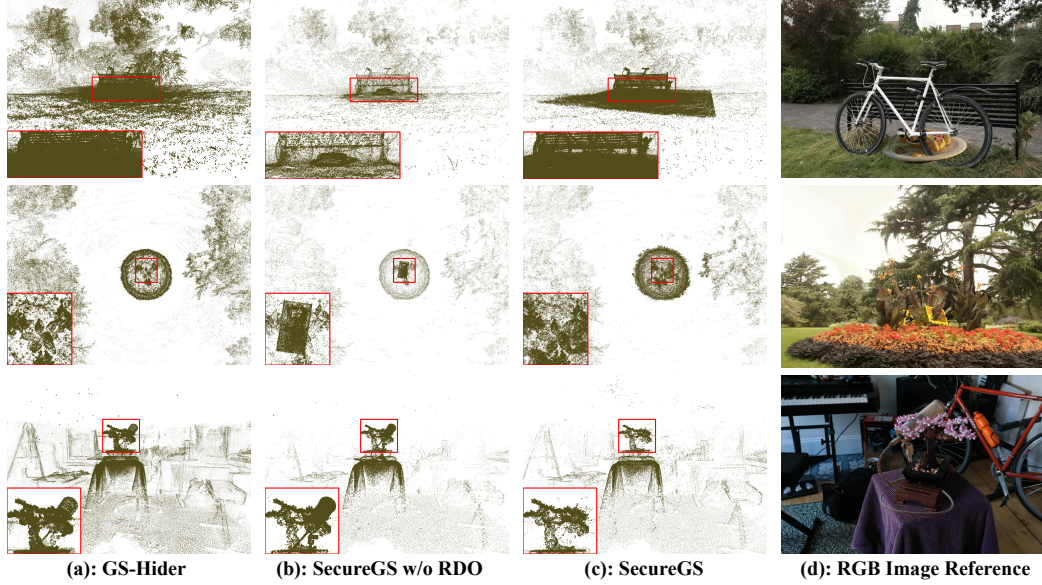 (a): GS-Hider
(b): SecureGS w/o RDO
(c): SecureGS
(d): RGB Image Reference